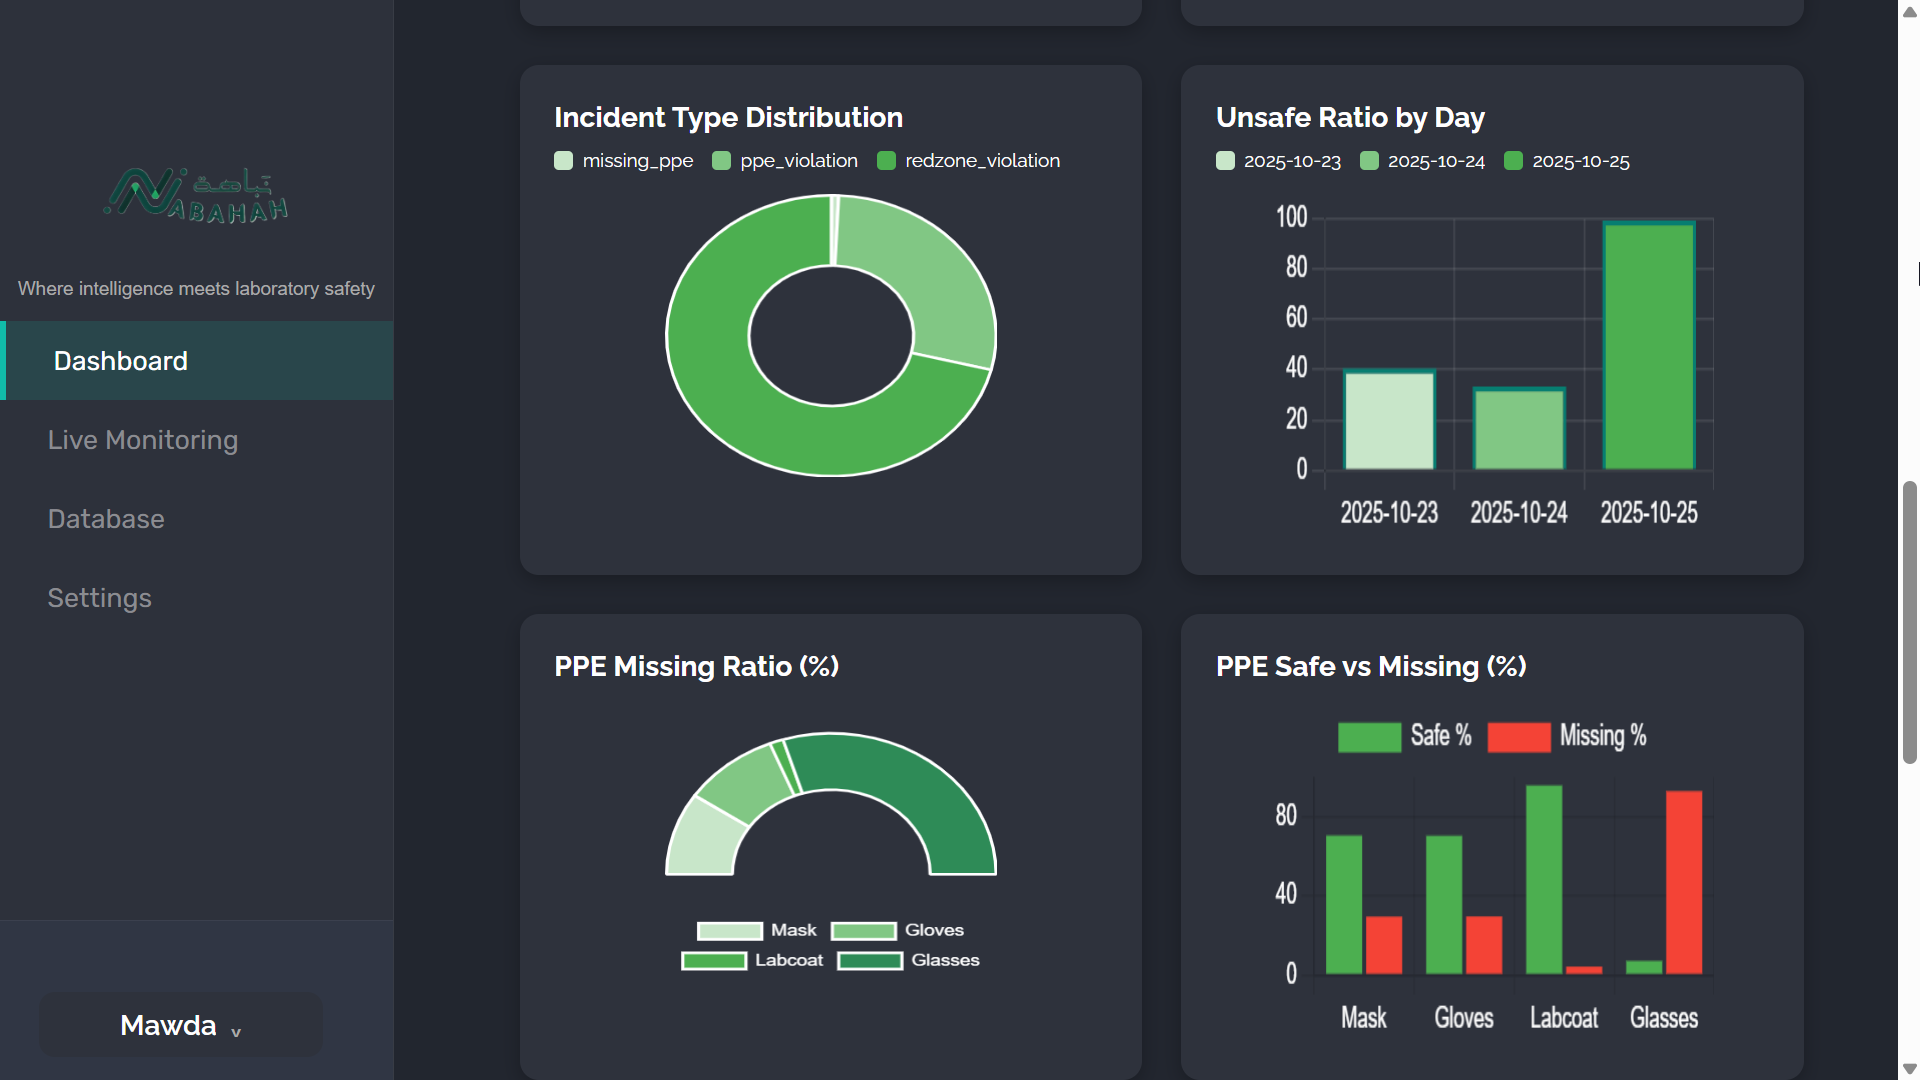 نباهة
NABAHAH
Where intelligence meets laboratory safety
Dashboard
Live Monitoring
Database
Settings
Mawda v
Incident Type Distribution
missing_ppe ppe_violation redzone_violation
Unsafe Ratio by Day
2025-10-23 2025-10-24 2025-10-25
100
80
60
40
20
0
2025-10-23 2025-10-24 2025-10-25
PPE Missing Ratio (%)
Mask Gloves
Labcoat Glasses
PPE Safe vs Missing (%)
Safe % Missing %
80
40
0
Mask Gloves Labcoat Glasses